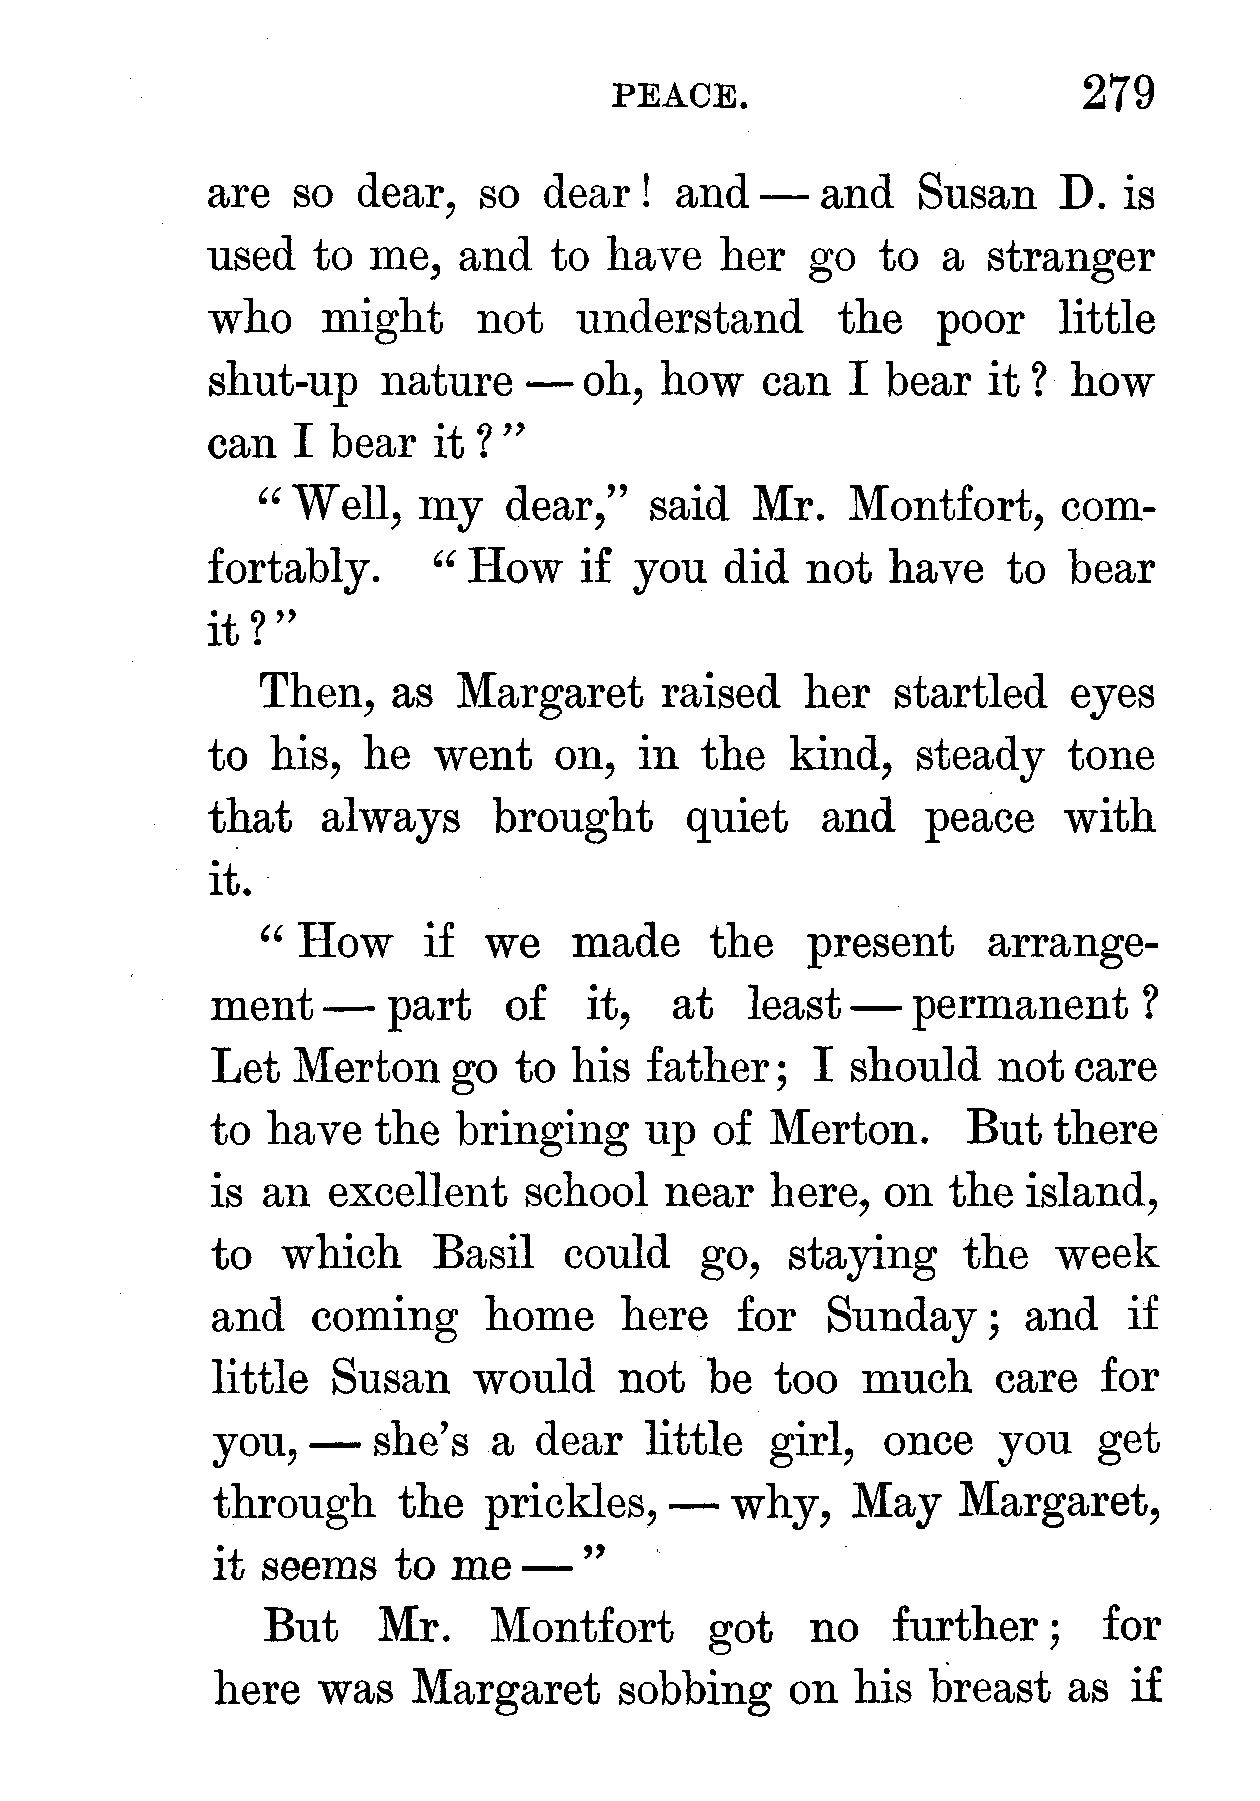 PEACE. 279
are so dear, so dear! and — and Susan D. is
used to me, and to have her go to a stranger
who might not understand the poor little
shut-up nature — oh, how can I bear it? how
can I bear it?"
"Well, my dear," said Mr. Montfort, com-
fortably. "How if you did not have to bear
it?"
Then, as Margaret raised her startled eyes
to his, he went on, in the kind, steady tone
that always brought quiet and peace with
it.
"How if we made the present arrange-
ment — part of it, at least — permanent?
Let Merton go to his father; I should not care
to have the bringing up of Merton. But there
is an excellent school near here, on the island,
to which Basil could go, staying the week
and coming home here for Sunday; and if
little Susan would not be too much care for
you, — she's a dear little girl, once you get
through the prickles, — why, May Margaret,
it seems to me — "
But Mr. Montfort got no further; for
here was Margaret sobbing on his breast as if